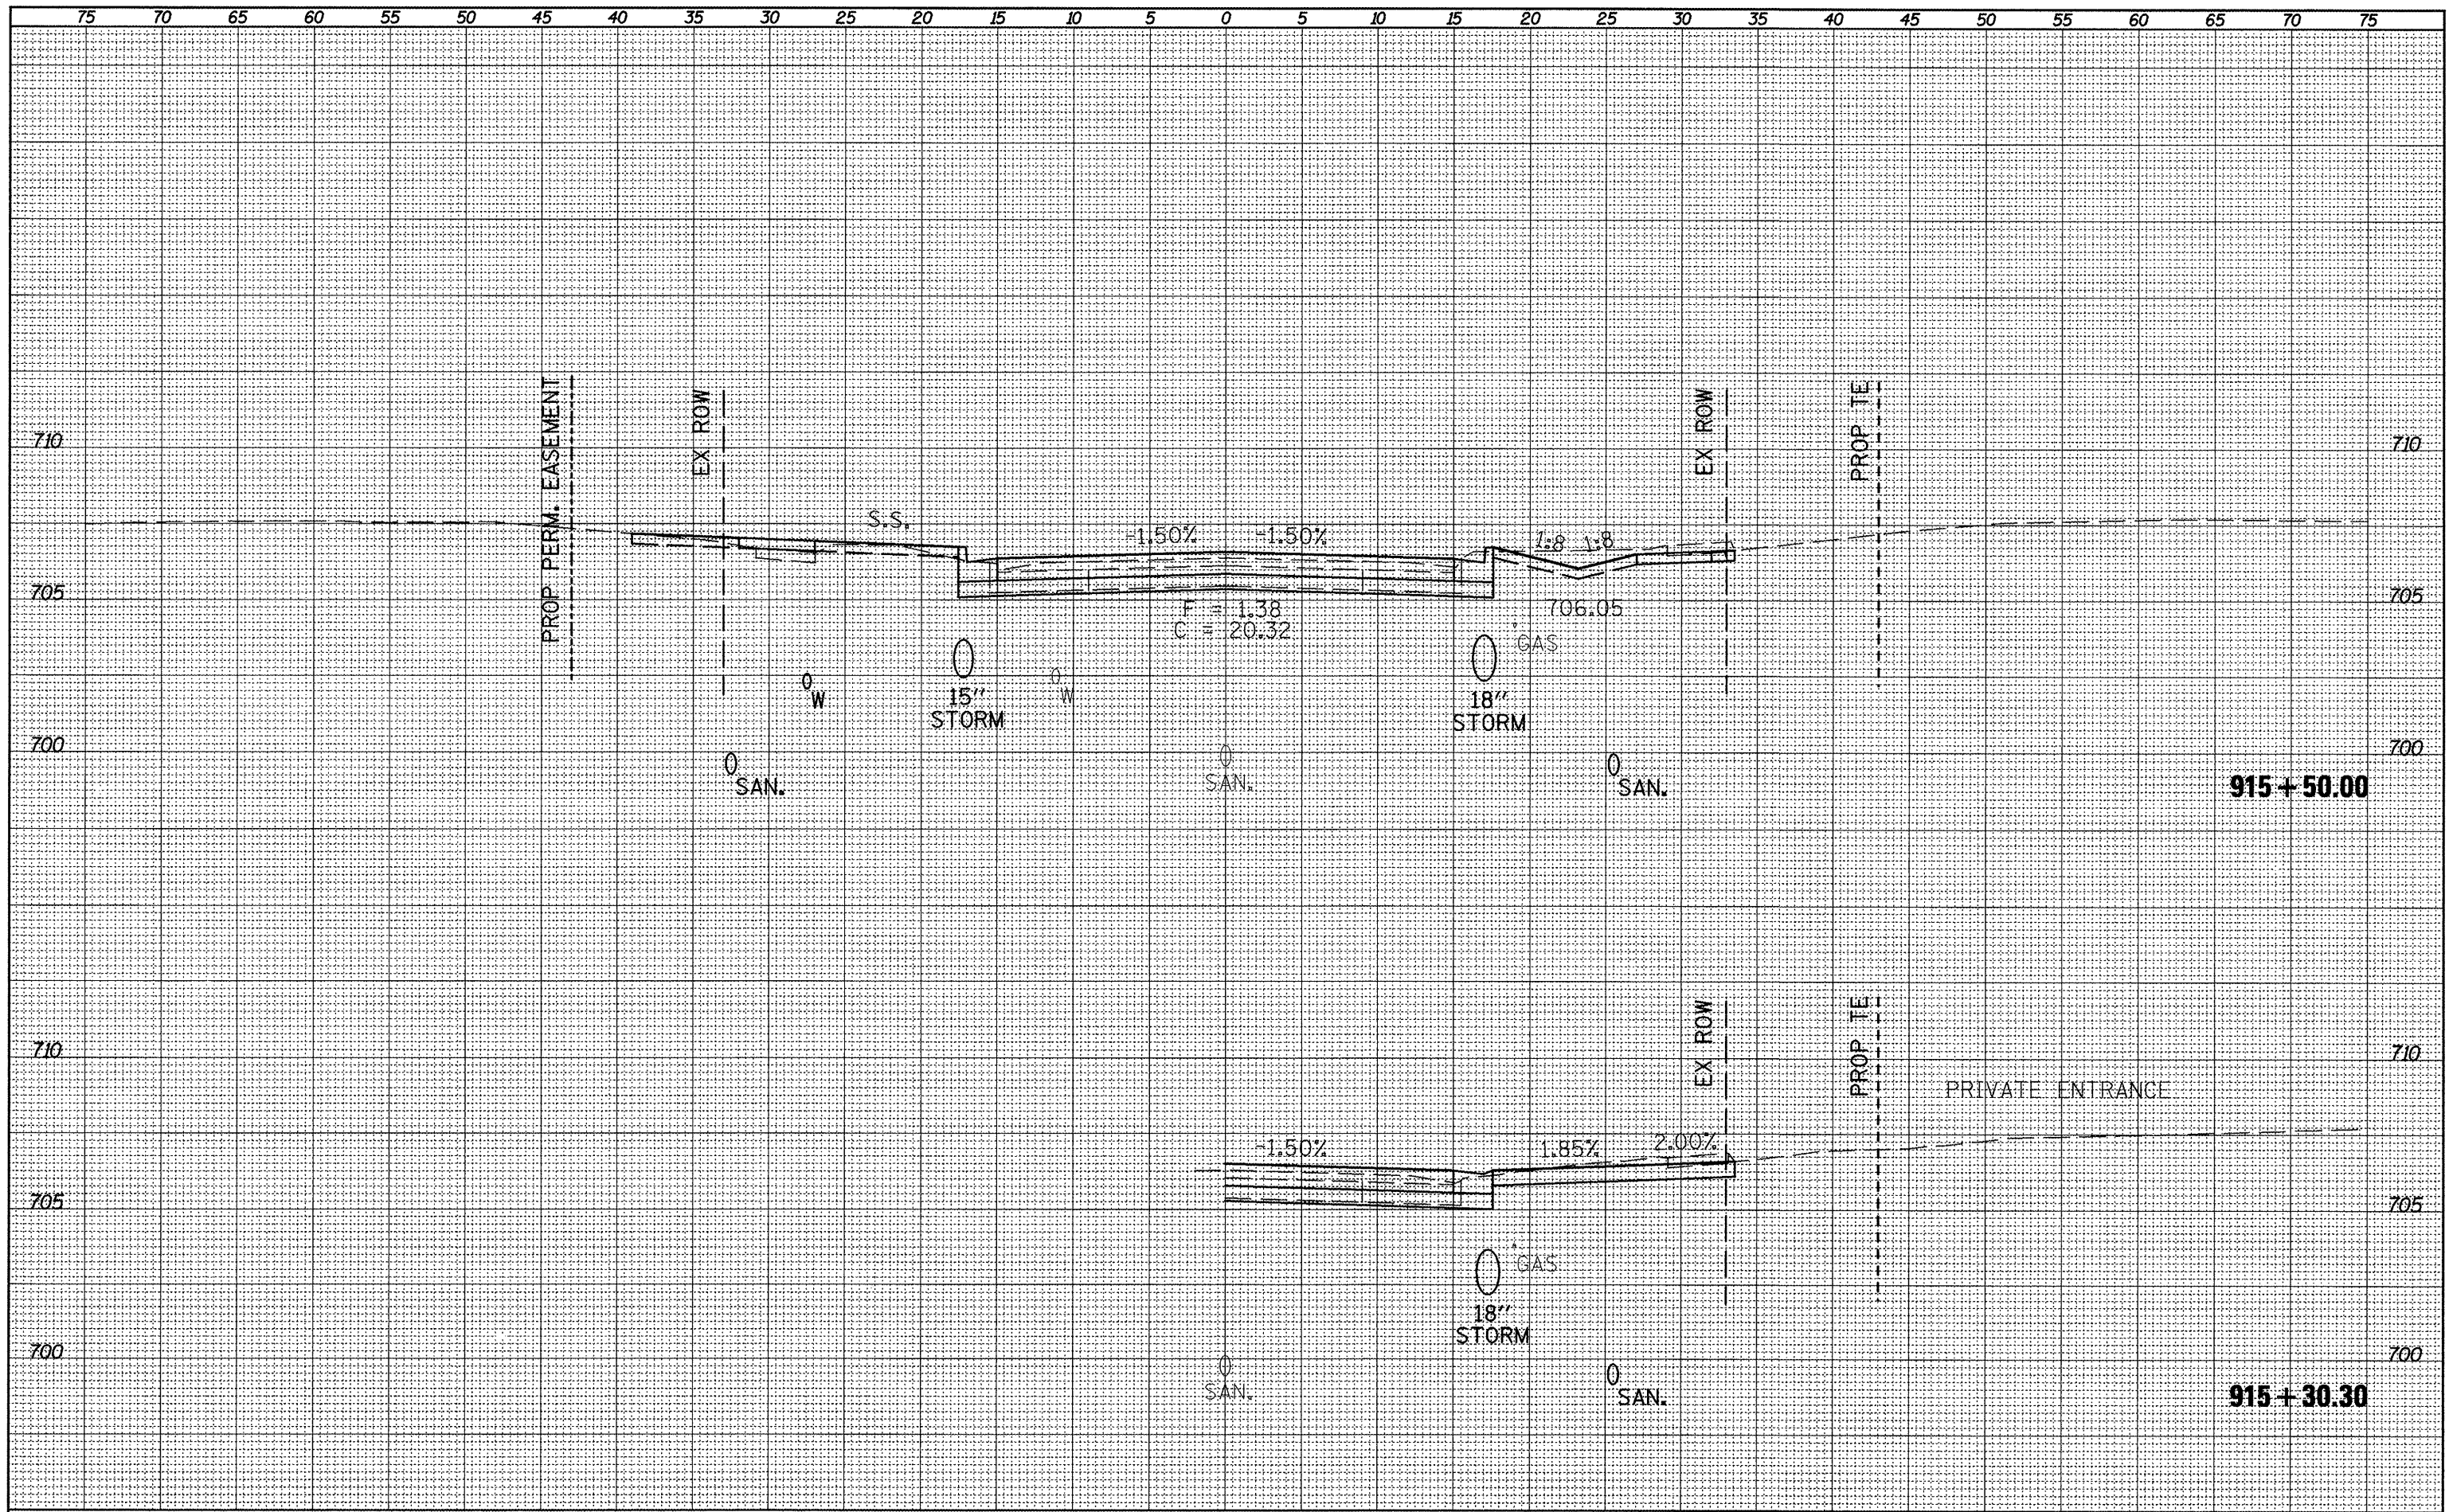 75 70 65 60 55 50 45 40 35 30 25 20 15 10 5 0 5 10 15 20 25 30 35 40 45 50 55 60 65 70 75
PROP PERM. EASEMENT
EX ROW
EX ROW
PROP TE
710
710
S.S.
-1.50%
-1.50%
1:8
1:8
705
705
F = 1.38
C = 20.32
706.05
GAS
W
15"
STORM
W
18"
STORM
700
700
SAN.
SAN.
SAN.
915+50.00
EX ROW
PROP TE
710
710
PRIVATE ENTRANCE
-1.50%
1.85%
2.00%
705
705
GAS
18"
STORM
700
700
SAN.
SAN.
915+30.30